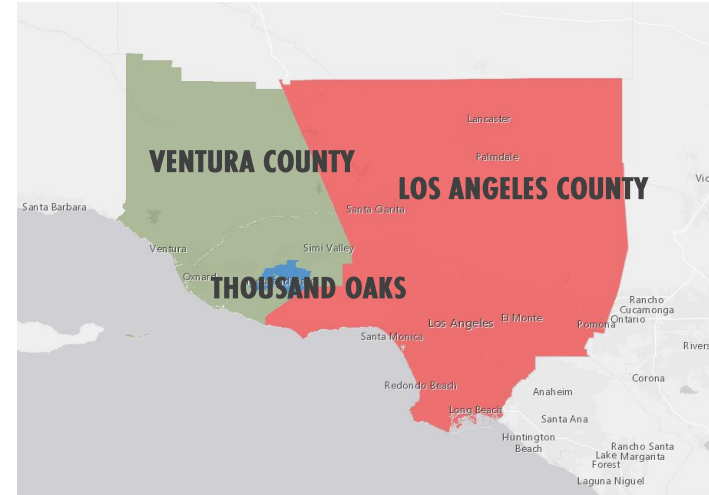 Lancaster
VENTURA COUNTY
Palmdale
LOS ANGELES COUNTY
Vic
Santa Barbara
Santa Clarita
Ventura
Simi Valley
Oxnard
THOUSAND OAKS
Rancho
Cucamonga
Los Angeles
El Monte
Pomona
Ontario
Santa Monica
Rivers
Redondo Beach
Corona
Anaheim
Long Beach
Santa Ana
Huntington
Beach
Rancho Santa
Margarita
Lake
Forest
Laguna Niguel